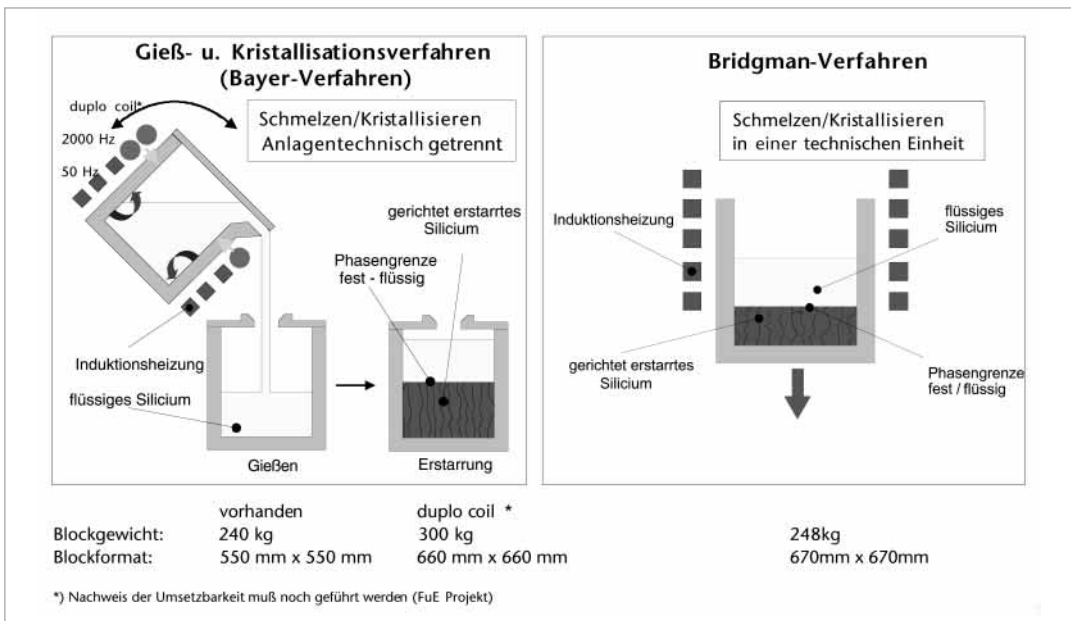 Gieß- u. Kristallisationsverfahren
(Bayer-Verfahren)
duplo coil*
2000 Hz
50 Hz
Schmelzen/Kristallisieren
Anlagentechnisch getrennt
gerichtet erstarrtes
Silicium
Phasengrenze
fest - flüssig
Induktionsheizung
flüssiges Silicium
Gießen
Erstarrung
Bridgman-Verfahren
Schmelzen/Kristallisieren
in einer technischen Einheit
Induktionsheizung
flüssiges
Silicium
gerichtet erstarrtes
Silicium
Phasengrenze
fest / flüssig
vorhanden duplo coil *
Blockgewicht: 240 kg 300 kg 248kg
Blockformat: 550 mm x 550 mm 660 mm x 660 mm 670mm x 670mm
*) Nachweis der Umsetzbarkeit muß noch geführt werden (FuE Projekt)